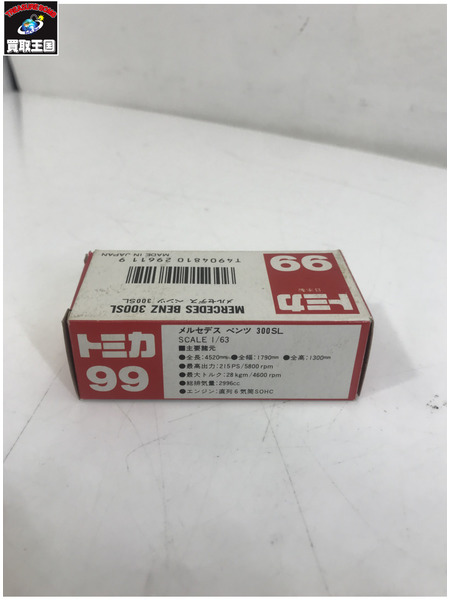 買取王国
T4904810 29611 9
MADE IN JAPAN
MERCEDES BENZ 300SL
メルセデス ベンツ 300SL
99
トミカ
日本製
トミカ
99
メルセデス ベンツ 300SL
SCALE 1/63
■主要諸元
●全長:4520mm ●全幅:1790mm ●全高:1300mm
●最高出力:215PS/5800rpm
●最大トルク:28kgm/4600rpm
●総排気量:2996cc
●エンジン:直列6気筒SOHC